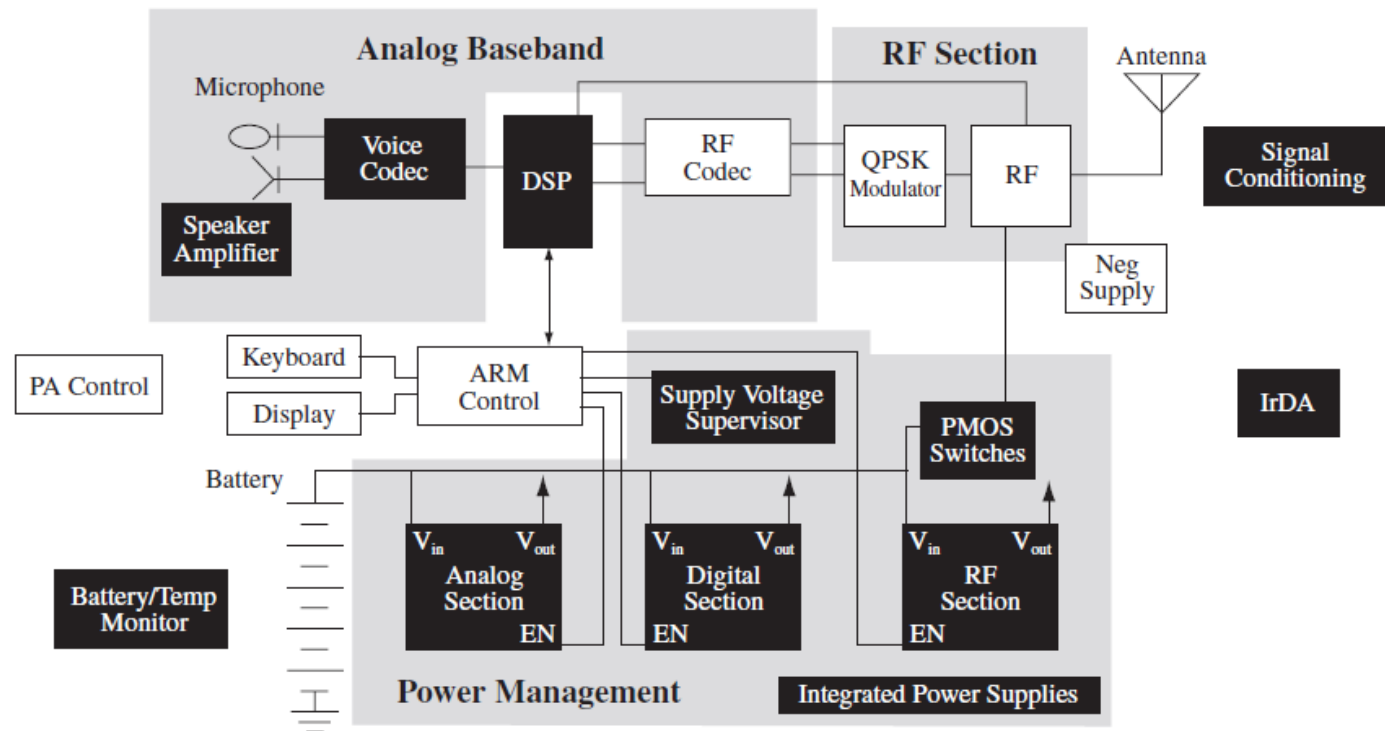 Analog Baseband
RF Section
Antenna
Microphone
Voice
Codec
DSP
RF
Codec
QPSK
Modulator
RF
Signal
Conditioning
Speaker
Amplifier
Neg
Supply
PA Control
Keyboard
Display
ARM
Control
Supply Voltage
Supervisor
PMOS
Switches
IrDA
Battery
Vin
Vout
Analog
Section
EN
Vin
Vout
Digital
Section
EN
Vin
Vout
RF
Section
EN
Battery/Temp
Monitor
Power Management
Integrated Power Supplies